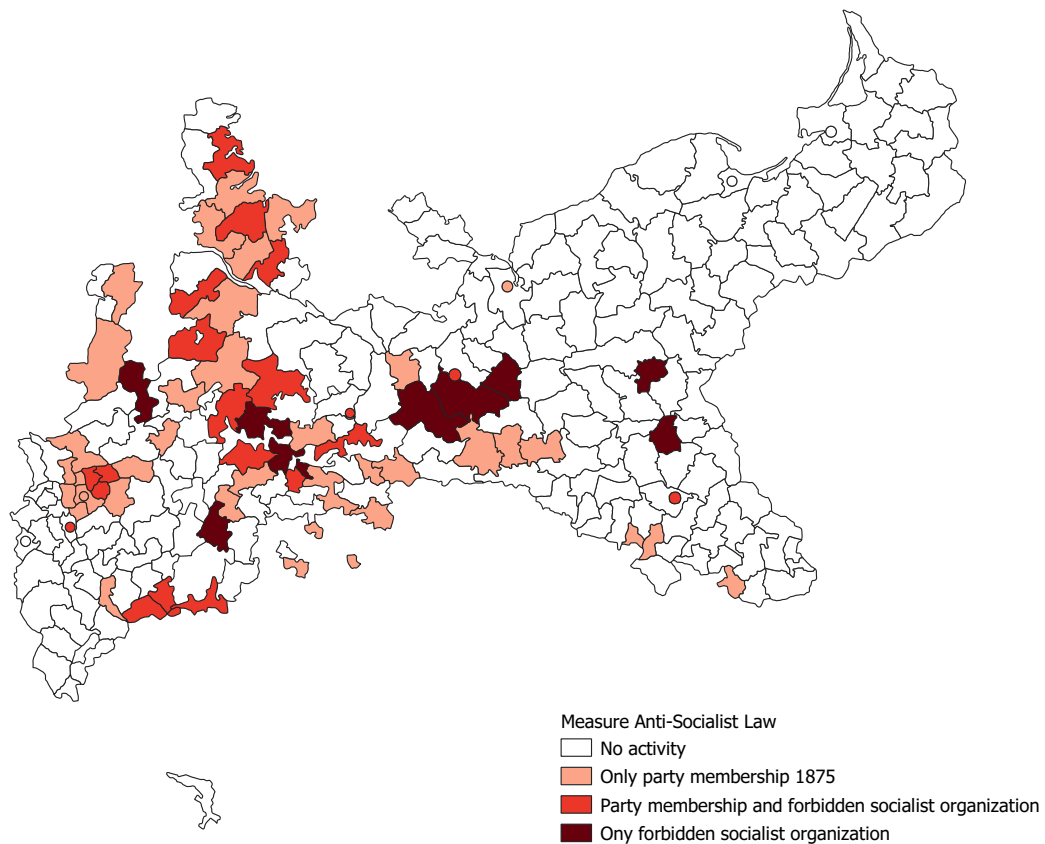 Measure Anti-Socialist Law
No activity
Only party membership 1875
Party membership and forbidden socialist organization
Ony forbidden socialist organization